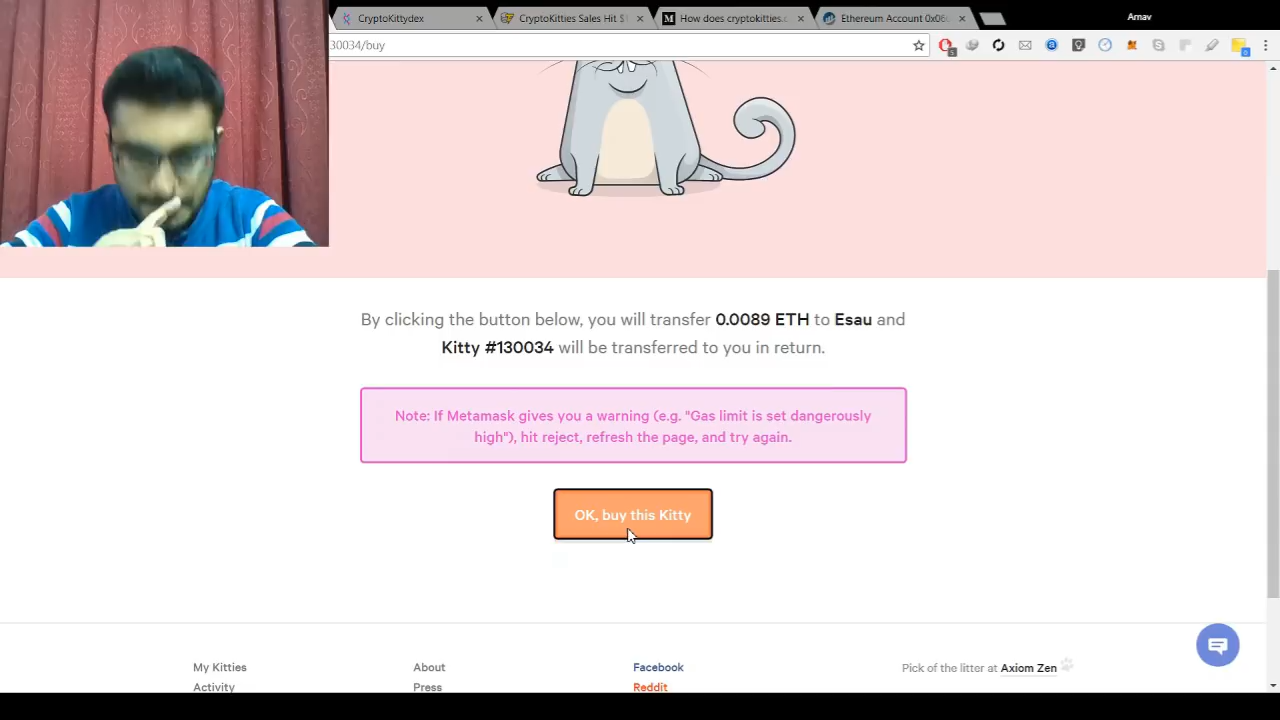 CryptoKittydex
CryptoKitties Sales Hit $
How does cryptokitties.c
Ethereum Account 0x06
Arnav
30034/buy
By clicking the button below, you will transfer 0.0089 ETH to Esau and
Kitty #130034 will be transferred to you in return.
Note: If Metamask gives you a warning (e.g. "Gas limit is set dangerously
high"), hit reject, refresh the page, and try again.
OK, buy this Kitty
My Kitties
About
Facebook
Pick of the litter at Axiom Zen
Activity
Press
Reddit